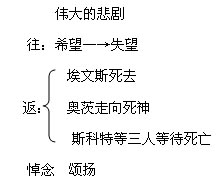 伟大的悲剧
往：希望一→失望
埃文斯死去
返：
奥茨走向死神
斯科特等三人等待死亡
悼念 颂扬